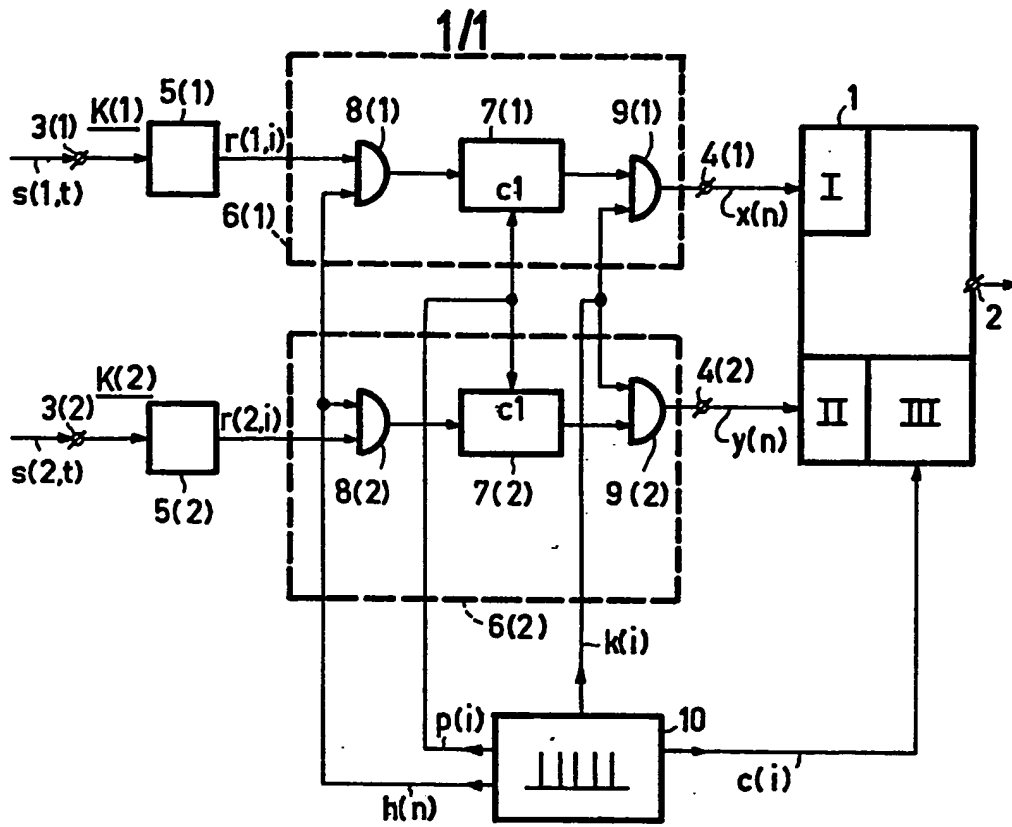 1/1
K(1)
3(1)
s(1,t)
5(1)
r(1,i)
6(1)
8(1)
7(1)
cl
9(1)
4(1)
x(n)
1
I
2
K(2)
3(2)
s(2,t)
5(2)
r(2,i)
8(2)
cl
7(2)
9(2)
4(2)
y(n)
II
III
6(2)
k(i)
p(i)
h(n)
10
c(i)